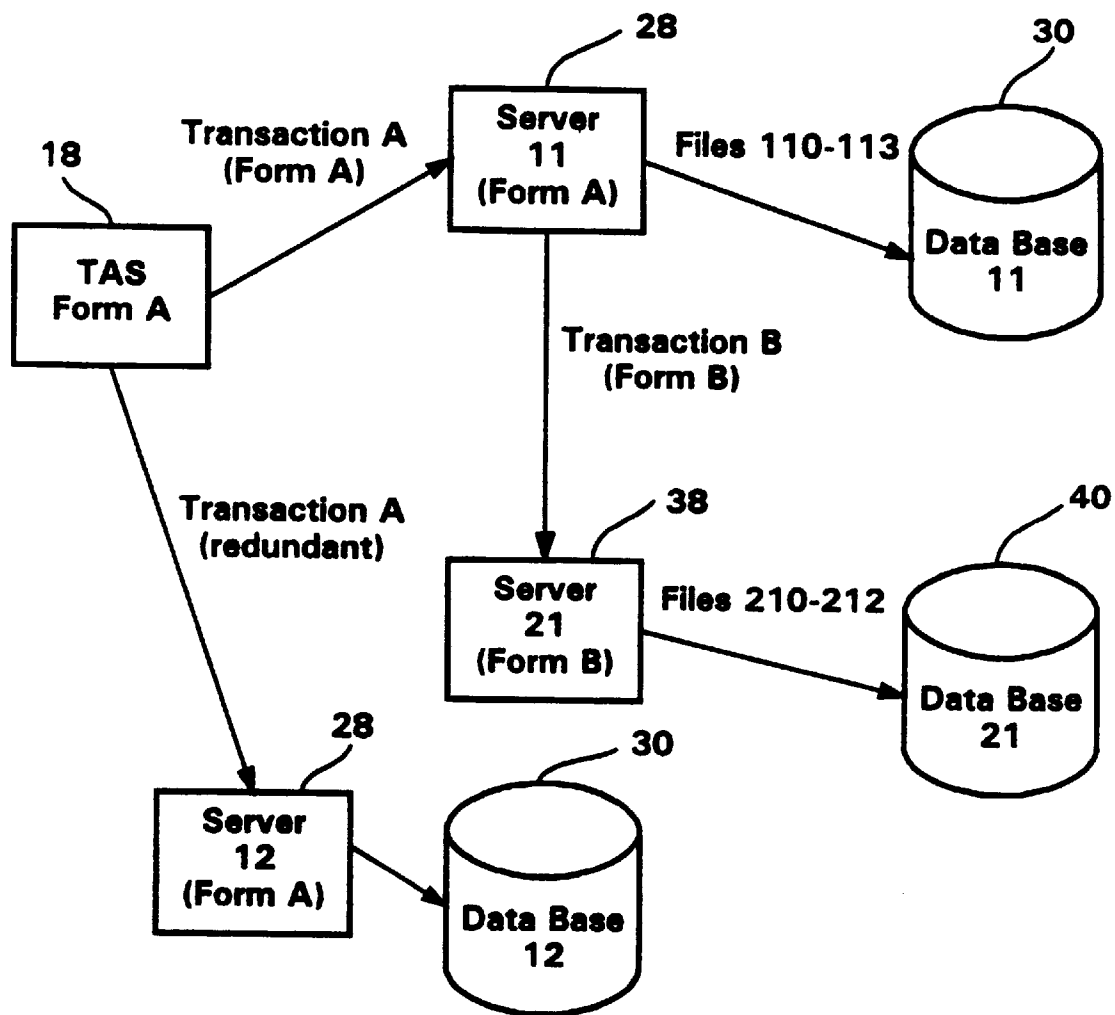 28
30
Server
11
(Form A)
Transaction A
(Form A)
Files 110-113
18
TAS
Form A
Data Base
11
Transaction B
(Form B)
Transaction A
(redundant)
38
40
Server
21
(Form B)
Files 210-212
Data Base
21
28
30
Server
12
(Form A)
Data Base
12